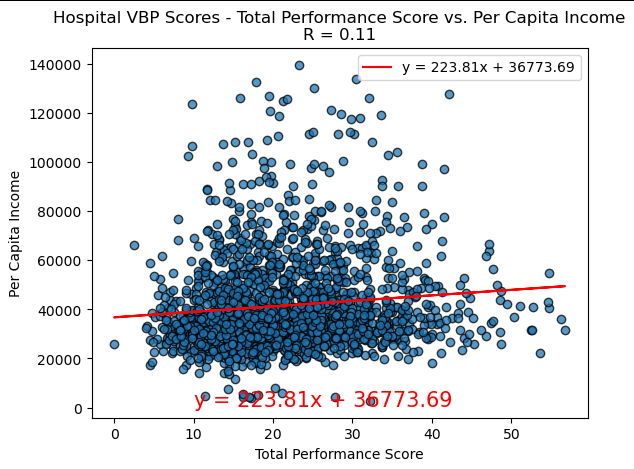 Hospital VBP Scores - Total Performance Score vs. Per Capita Income
R = 0.11
y = 223.81x + 36773.69
140000
120000
100000
80000
60000
40000
20000
0
Per Capita Income
y = 223.81x + 36773.69
0 10 20 30 40 50
Total Performance Score